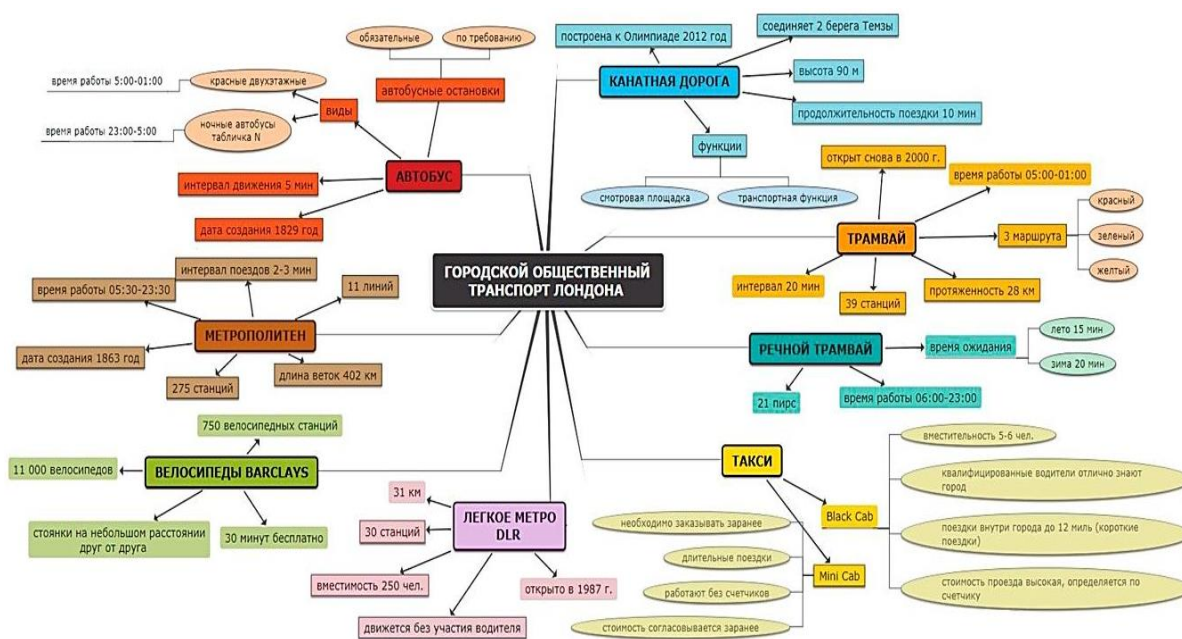 ГОРОДСКОЙ ОБЩЕСТВЕННЫЙ
ТРАНСПОРТ ЛОНДОНА
АВТОБУС
автобусные остановки
обязательные
по требованию
виды
красные двухэтажные
время работы 5:00-01:00
ночные автобусы
табличка N
время работы 23:00-5:00
интервал движения 5 мин
дата создания 1829 год
КАНАТНАЯ ДОРОГА
построена к Олимпиаде 2012 год
соединяет 2 берега Темзы
высота 90 м
продолжительность поездки 10 мин
функции
смотровая площадка
транспортная функция
ТРАМВАЙ
открыт снова в 2000 г.
время работы 05:00-01:00
3 маршрута
красный
зеленый
желтый
интервал 20 мин
39 станций
протяженность 28 км
МЕТРОПОЛИТЕН
время работы 05:30-23:30
интервал поездов 2-3 мин
11 линий
дата создания 1863 год
275 станций
длина веток 402 км
РЕЧНОЙ ТРАМВАЙ
время ожидания
лето 15 мин
зима 20 мин
21 пирс
время работы 06:00-23:00
ВЕЛОСИПЕДЫ BARCLAYS
750 велосипедных станций
11 000 велосипедов
стоянки на небольшом расстоянии
друг от друга
30 минут бесплатно
ЛЕГКОЕ МЕТРО
DLR
31 км
30 станций
вместимость 250 чел.
движется без участия водителя
открыто в 1987 г.
ТАКСИ
Black Cab
вместительность 5-6 чел.
квалифицированные водители отлично знают
город
поездки внутри города до 12 миль (короткие
поездки)
стоимость проезда высокая, определяется по
счетчику
Mini Cab
необходимо заказывать заранее
длительные поездки
работают без счетчиков
стоимость согласовывается заранее